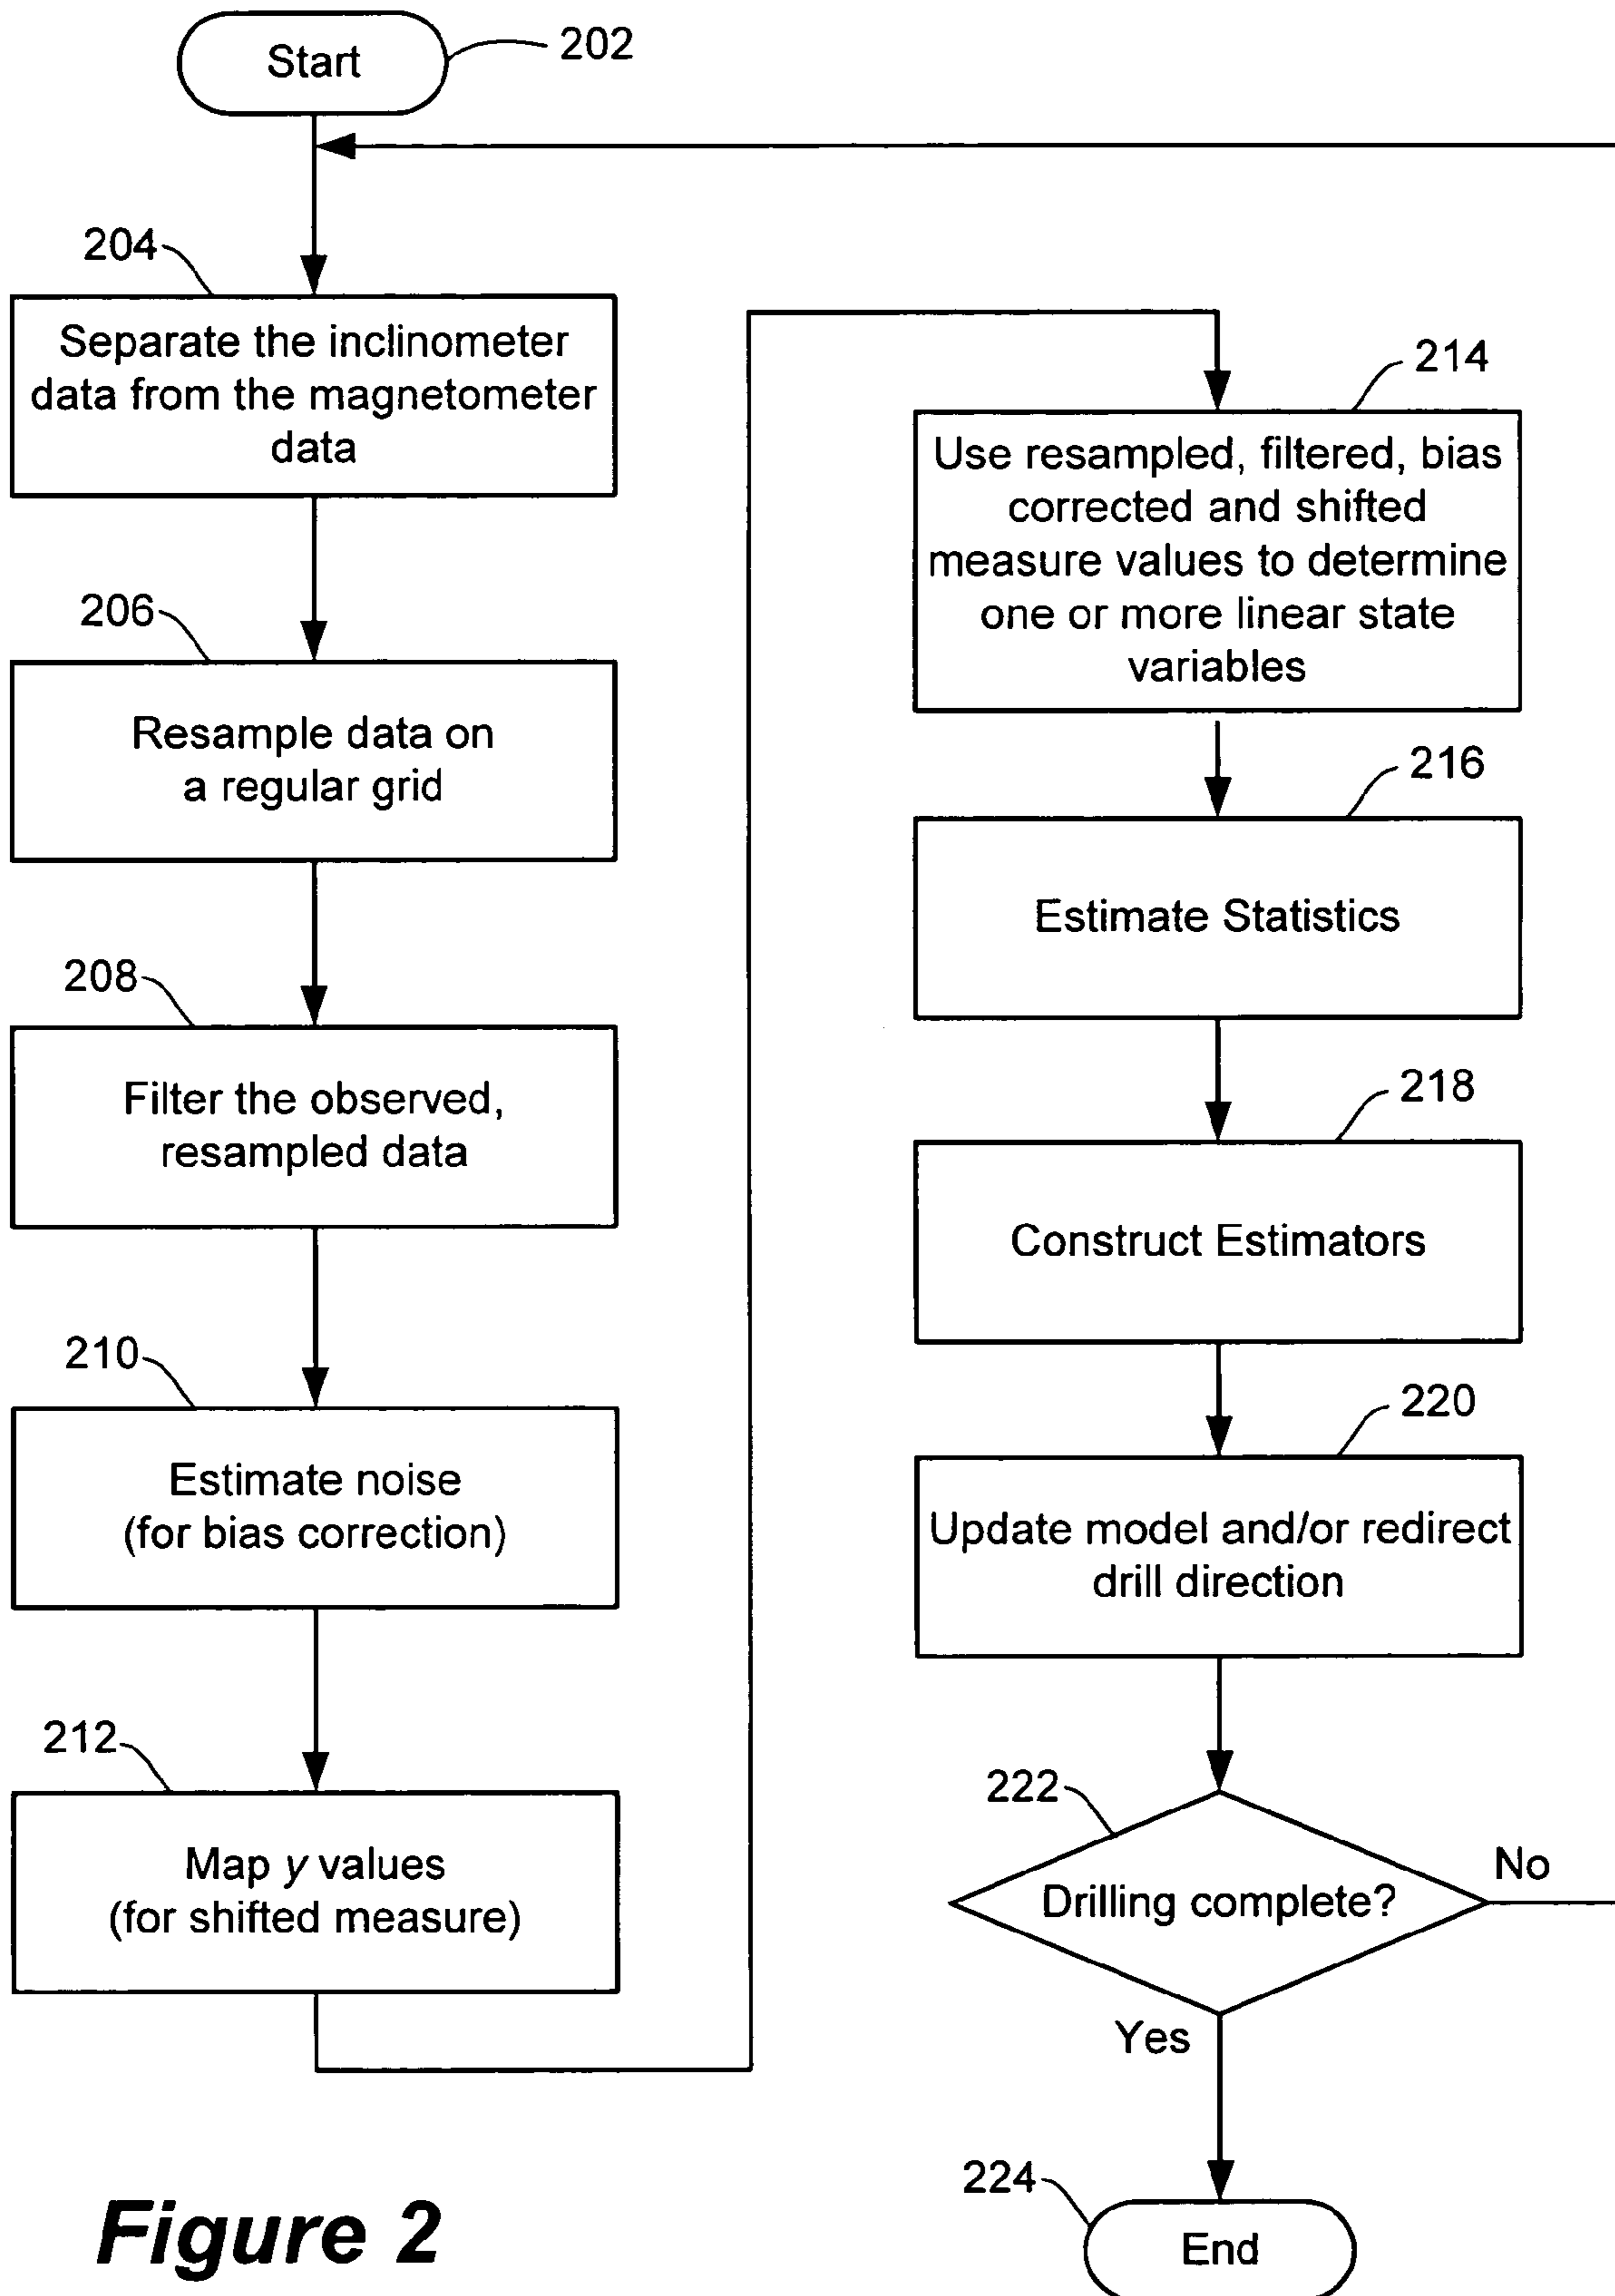 Start
202
204
Separate the inclinometer
data from the magnetometer
data
206
Resample data on
a regular grid
208
Filter the observed,
resampled data
210
Estimate noise
(for bias correction)
212
Map y values
(for shifted measure)
214
Use resampled, filtered, bias
corrected and shifted
measure values to determine
one or more linear state
variables
216
Estimate Statistics
218
Construct Estimators
220
Update model and/or redirect
drill direction
222
Drilling complete?
No
Yes
224
End
Figure 2